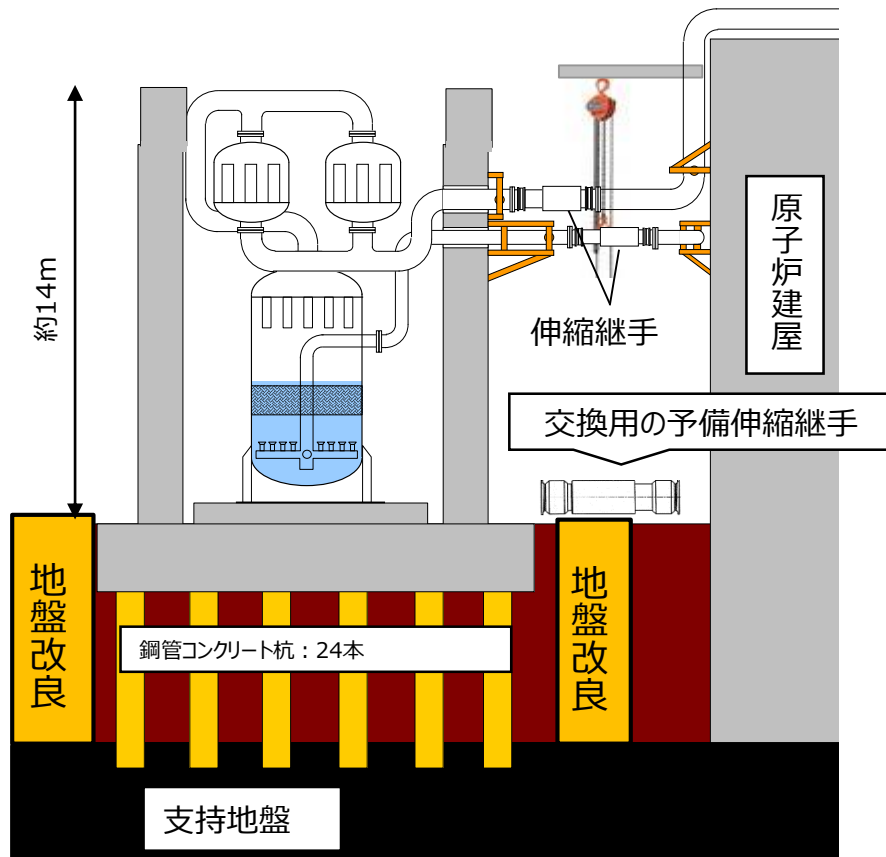 約14m
原子炉建屋
伸縮継手
交換用の予備伸縮継手
地盤改良
地盤改良
鋼管コンクリート杭：24本
支持地盤